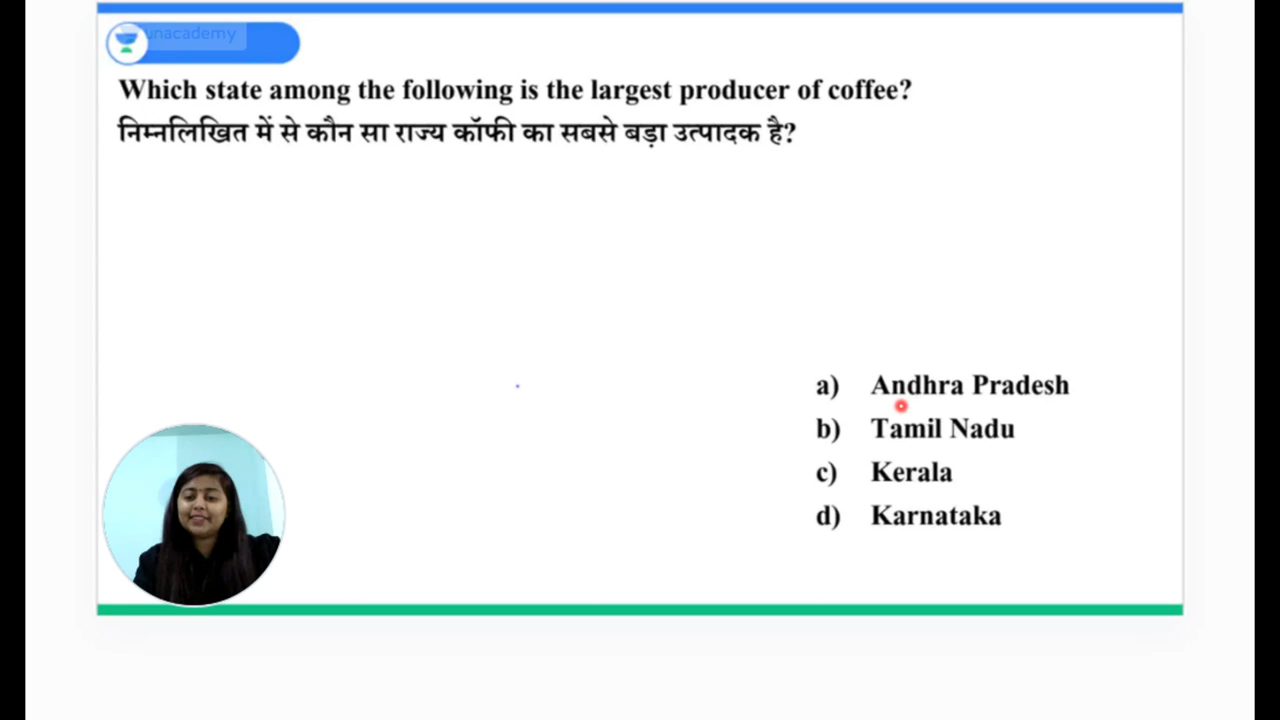 unacademy
Which state among the following is the largest producer of coffee?
निम्नलिखित में से कौन सा राज्य कॉफी का सबसे बड़ा उत्पादक है?
a) Andhra Pradesh
b) Tamil Nadu
c) Kerala
d) Karnataka